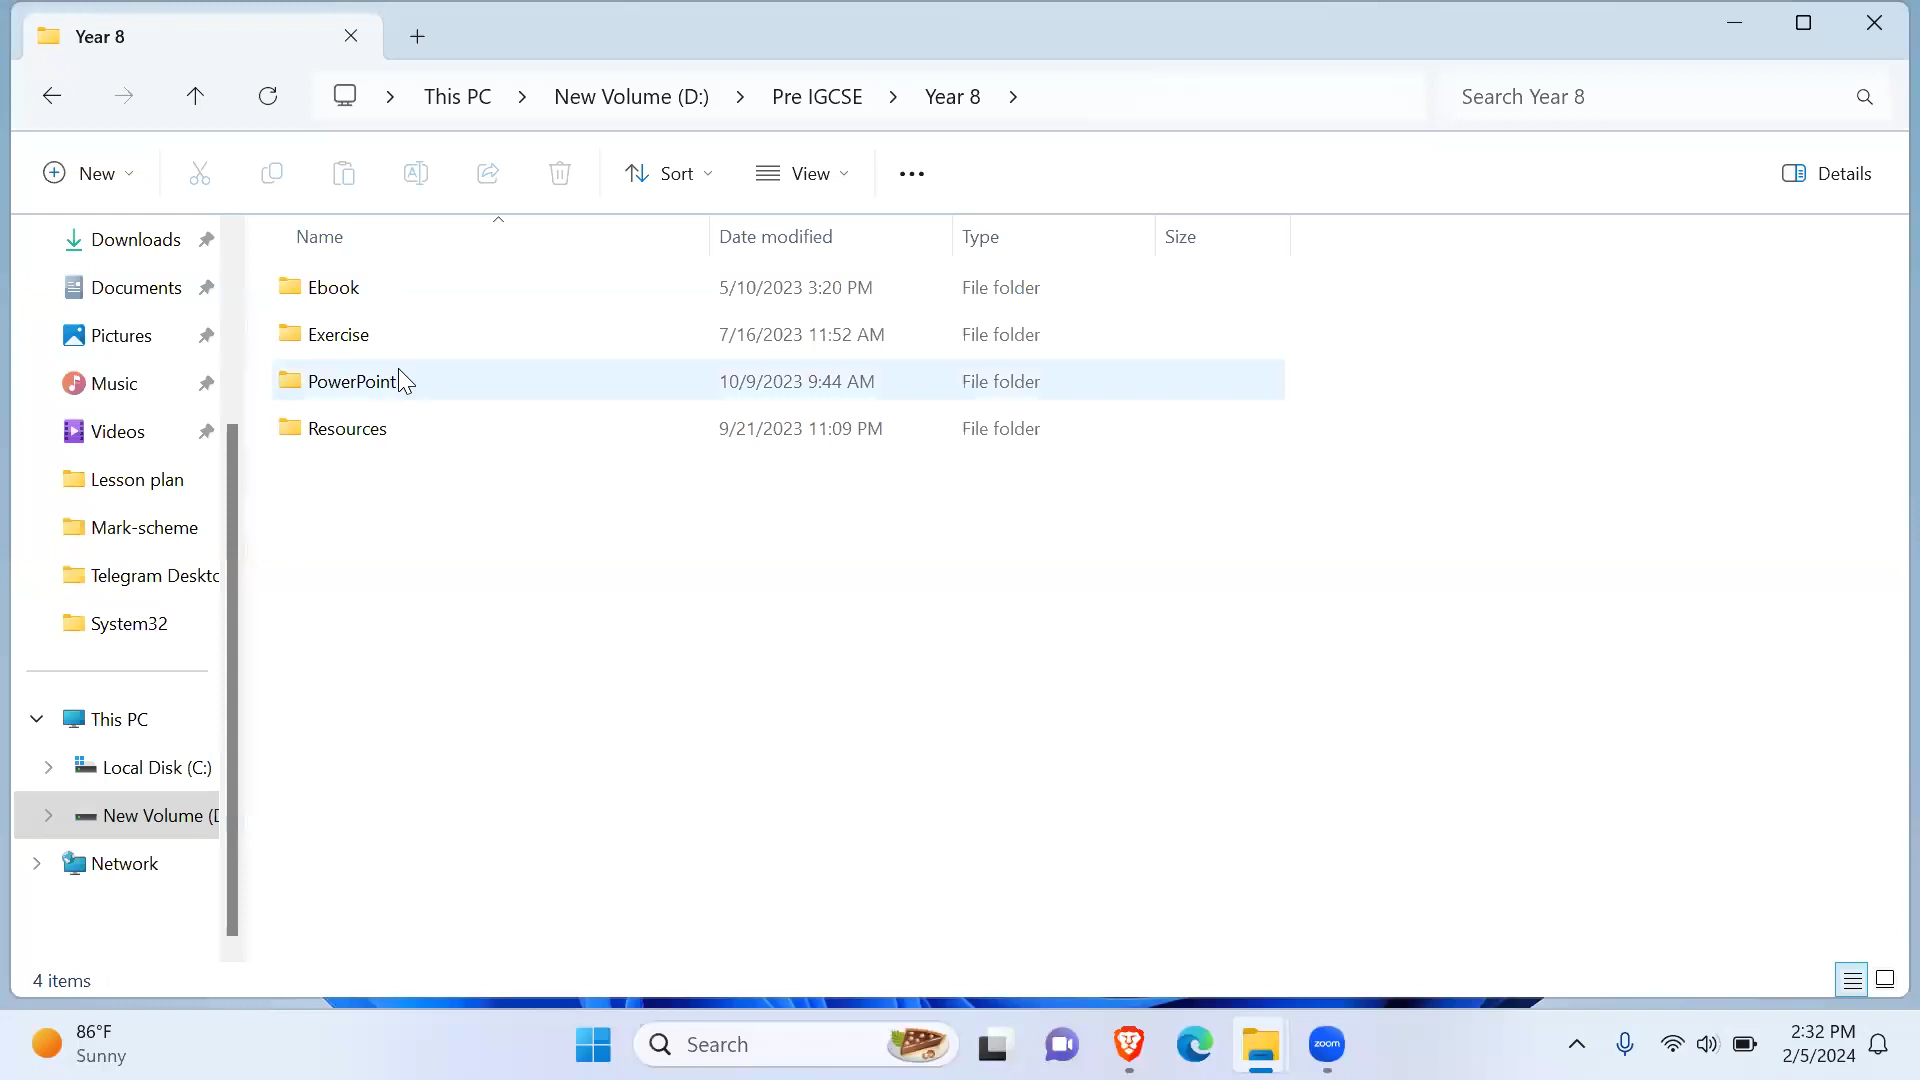 Year 8
This PC
New Volume (D:)
Pre IGCSE
Year 8
Search Year 8
New
Sort
View
Details
Name
Date modified
Type
Size
Ebook
5/10/2023 3:20 PM
File folder
Exercise
7/16/2023 11:52 AM
File folder
PowerPoint
10/9/2023 9:44 AM
File folder
Resources
9/21/2023 11:09 PM
File folder
Downloads
Documents
Pictures
Music
Videos
Lesson plan
Mark-scheme
Telegram Deskto
System32
This PC
Local Disk (C:)
New Volume (D
Network
4 items
86°F
Sunny
Search
zoom
2:32 PM
2/5/2024